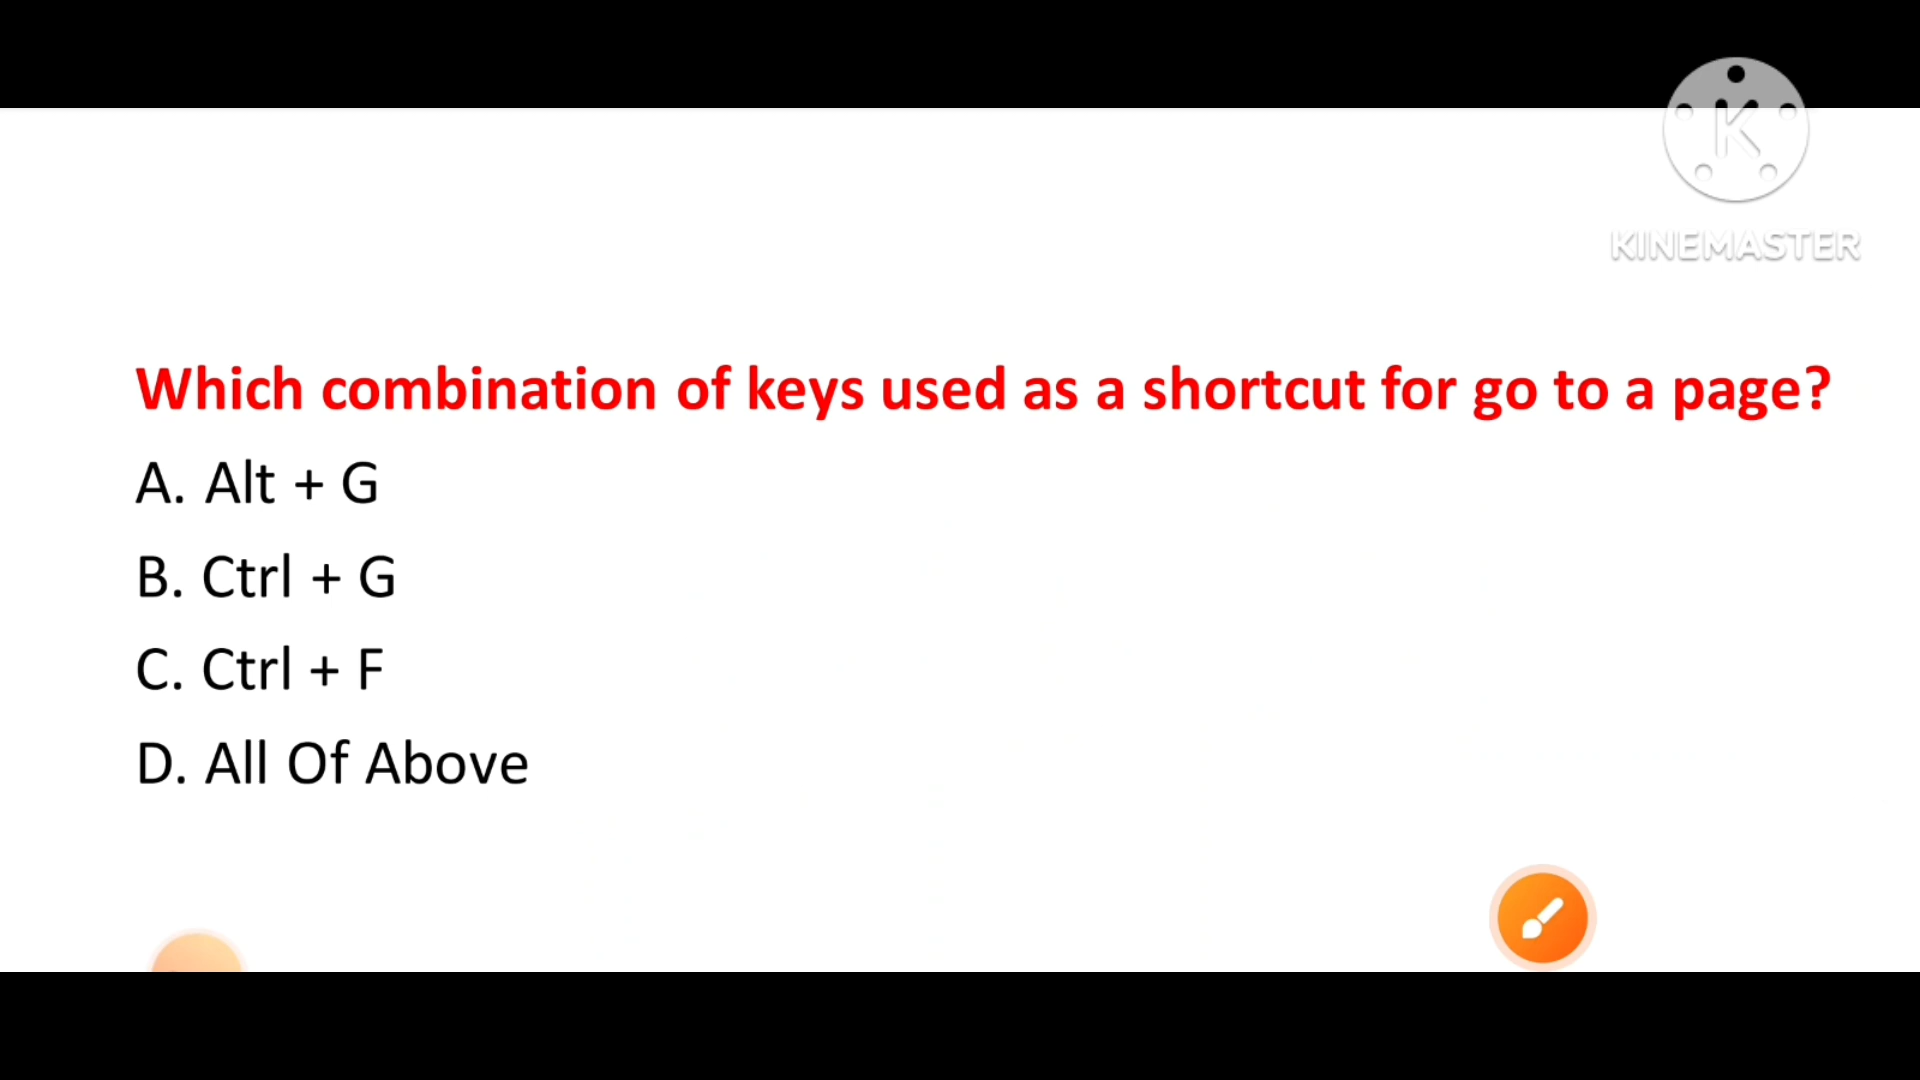 K
KINEMASTER
Which combination of keys used as a shortcut for go to a page?
A. Alt + G
B. Ctrl + G
C. Ctrl + F
D. All Of Above